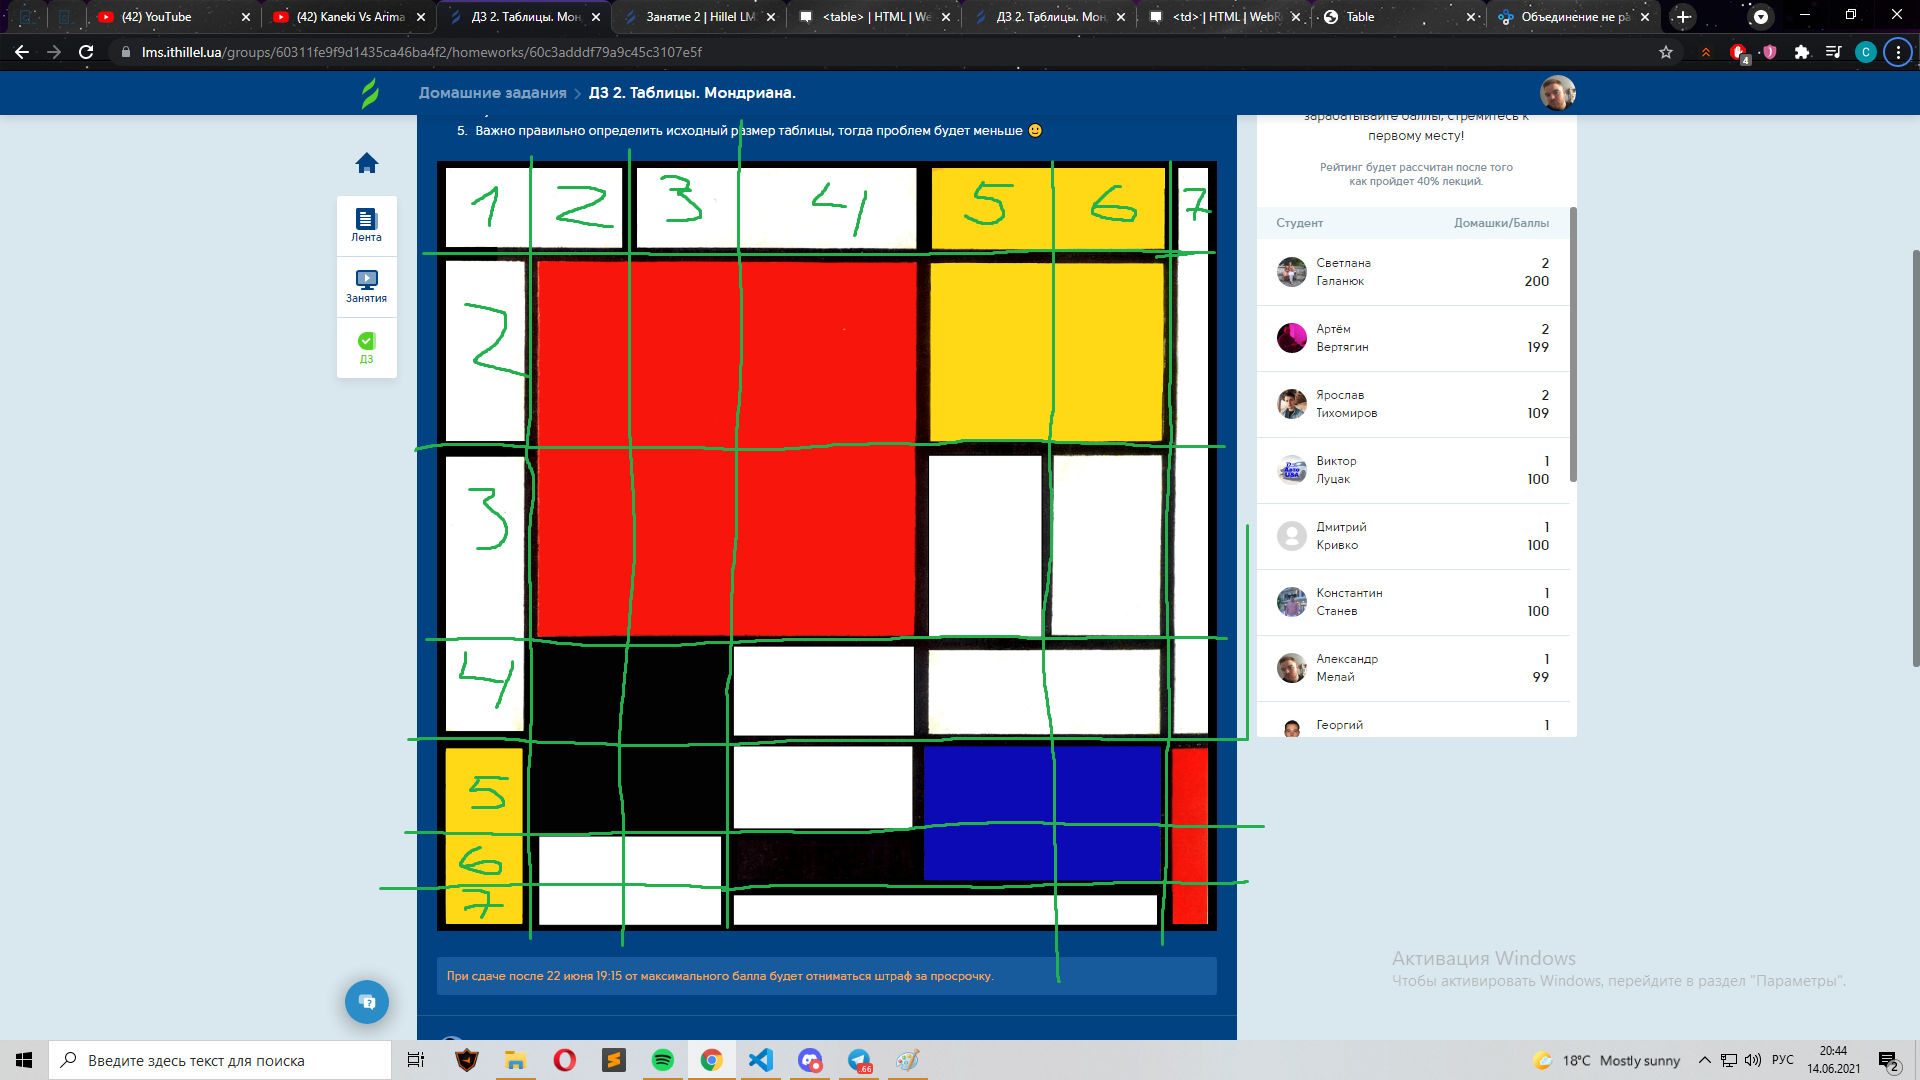 (42) YouTube
(42) Kaneki Vs Arima
ДЗ 2. Таблицы. Мон
Занятие 2 | Hillel LM
<table> | HTML | We
ДЗ 2. Таблицы. Мон
<td> | HTML | WebR
Table
Объединение не ра
lms.ithillel.ua/groups/60311fe9f9d1435ca46ba4f2/homeworks/60c3adddf79a9c45c3107e5f
4
C
Домашние задания > ДЗ 2. Таблицы. Мондриана.
5. Важно правильно определить исходный размер таблицы, тогда проблем будет меньше
Лента
Занятия
ДЗ
1 2 3 4 5 6 7
2
3
4
5
6
7
При сдаче после 22 июня 19:15 от максимального балла будет отниматься штраф за просрочку.
зарабатывайте баллы, стремитесь к
первому месту!
Рейтинг будет рассчитан после того
как пройдет 40% лекций.
Студент Домашки/Баллы
Светлана 2
Галанюк 200
Артём 2
Вертягин 199
Ярослав 2
Тихомиров 109
Виктор 1
Луцак 100
Дмитрий 1
Кривко 100
Константин 1
Станев 100
Александр 1
Мелай 99
Георгий 1
Активация Windows
Чтобы активировать Windows, перейдите в раздел "Параметры".
Введите здесь текст для поиска
66
18°C Mostly sunny
РУС
20:44
14.06.2021
2